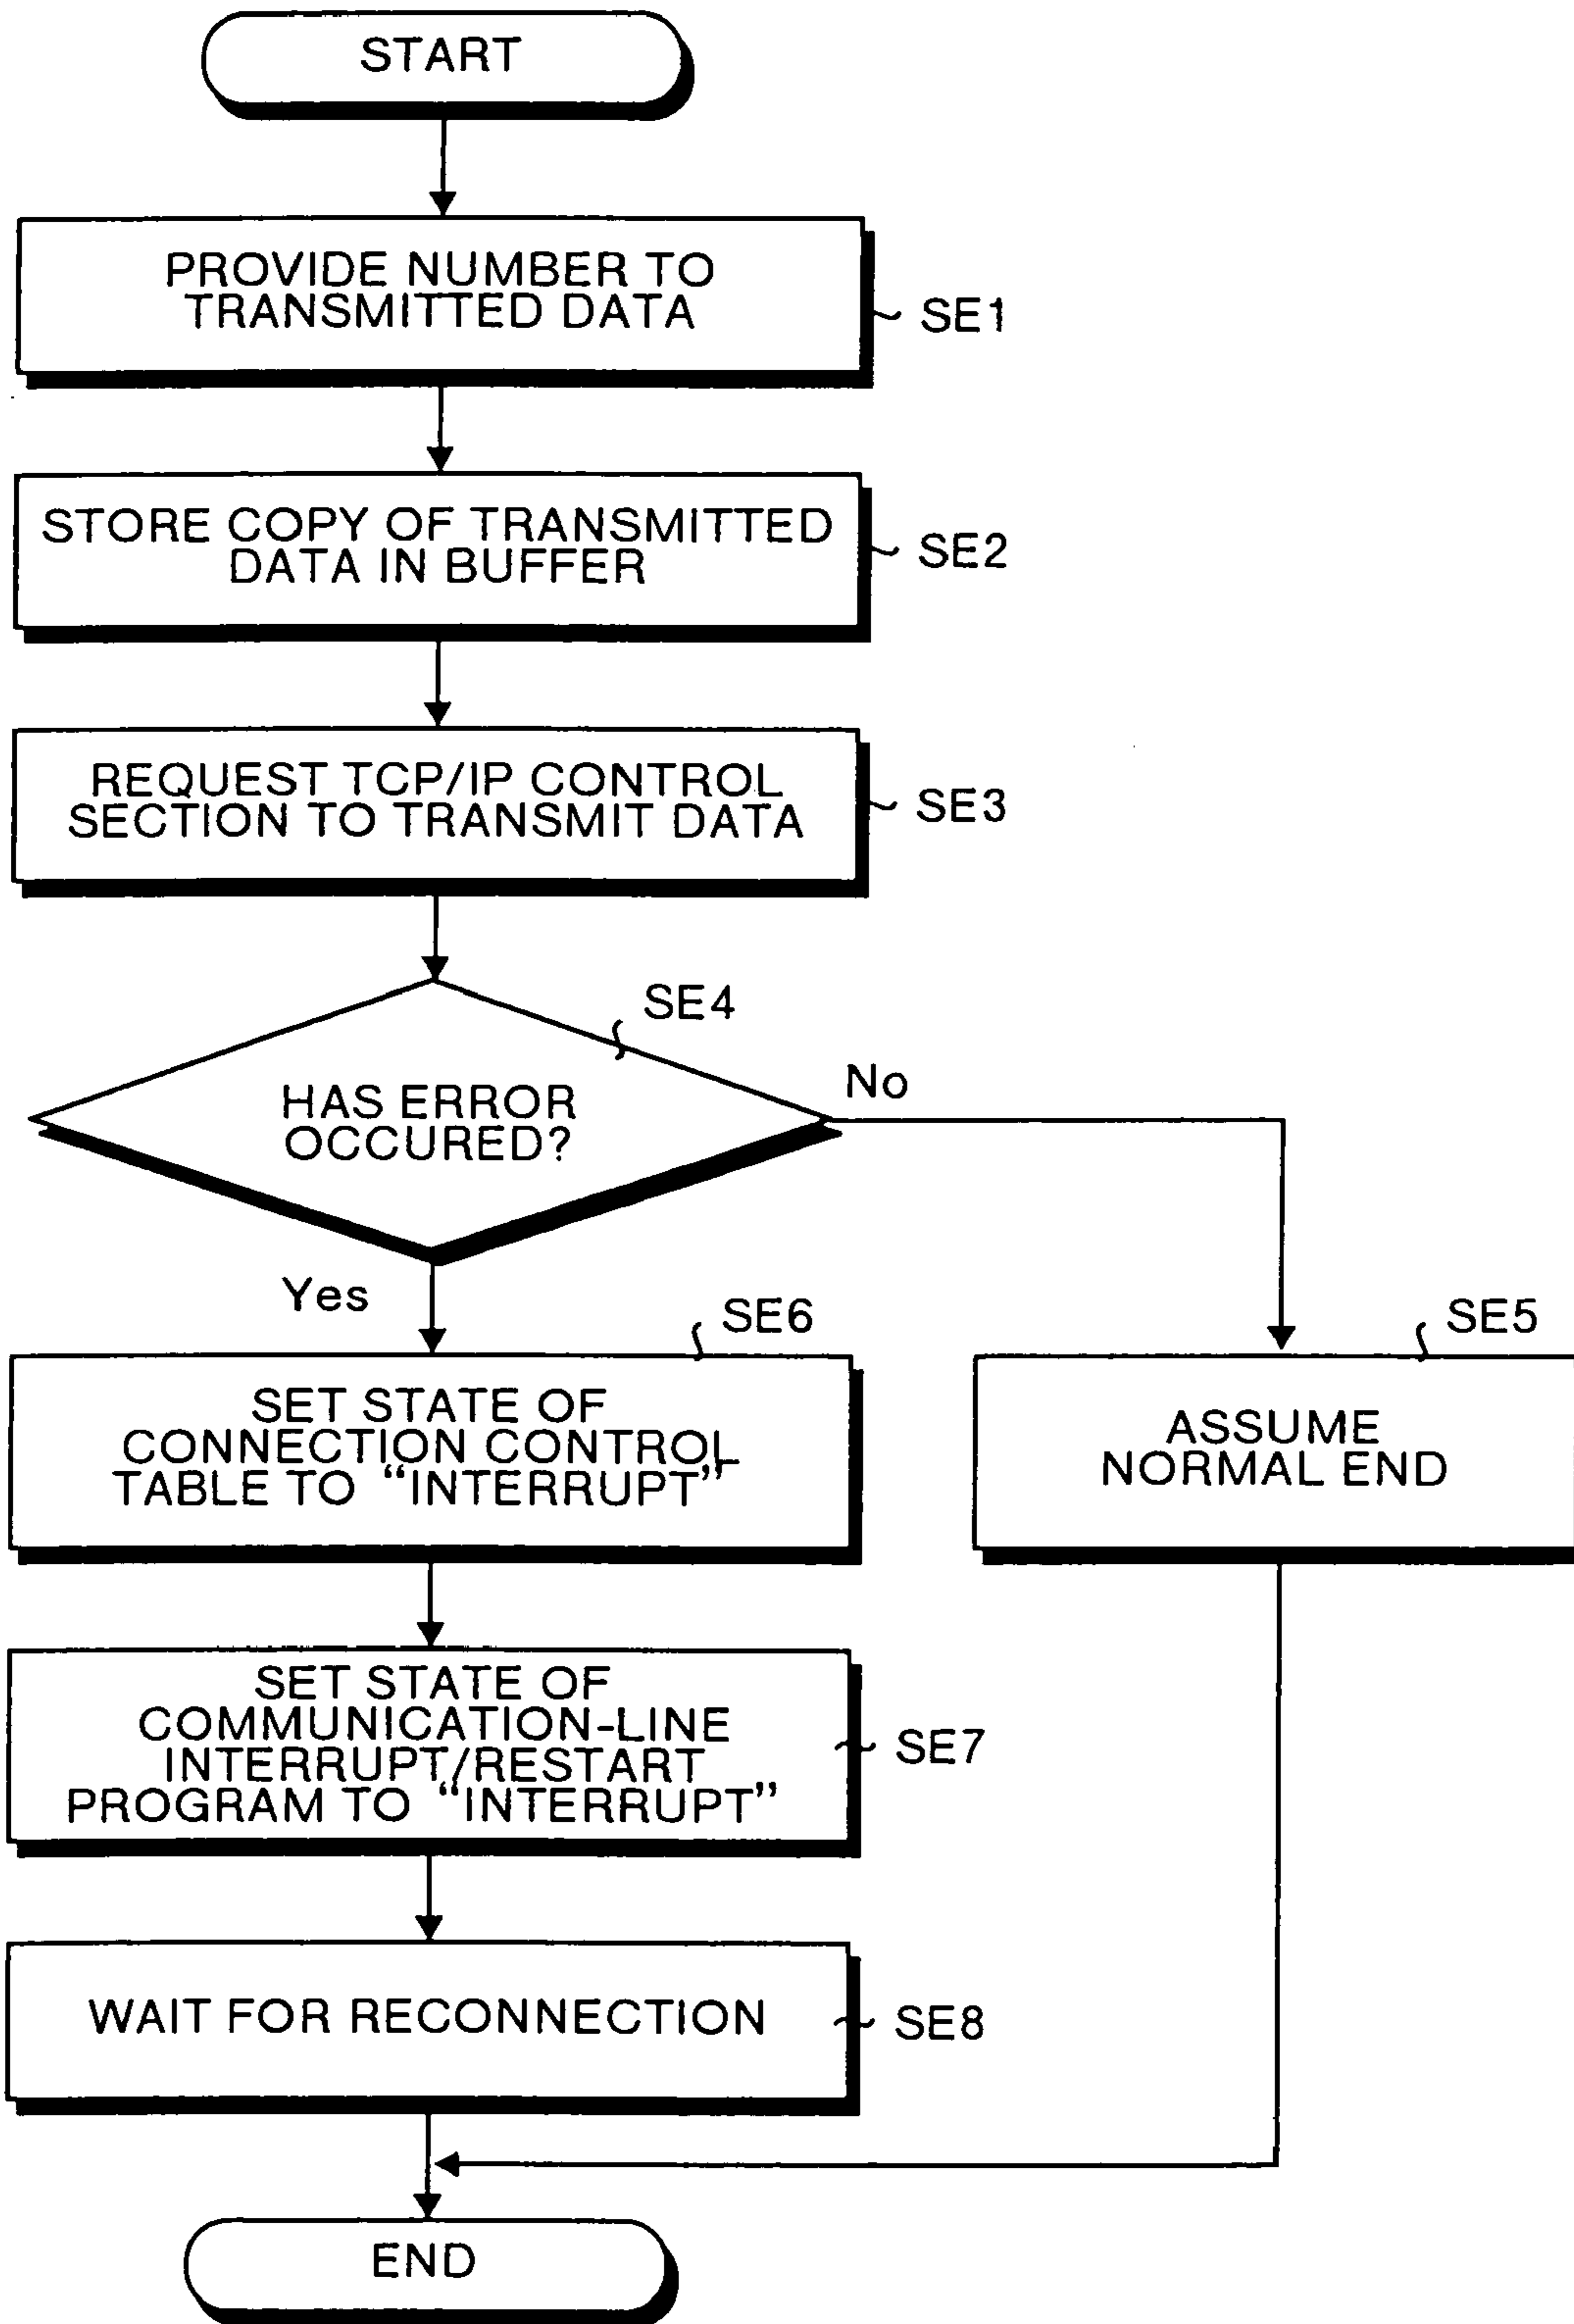 START
PROVIDE NUMBER TO
TRANSMITTED DATA
SE1
STORE COPY OF TRANSMITTED
DATA IN BUFFER
SE2
REQUEST TCP/IP CONTROL
SECTION TO TRANSMIT DATA
SE3
SE4
HAS ERROR
OCCURED?
No
Yes
SE6
SET STATE OF
CONNECTION CONTROL
TABLE TO “INTERRUPT”
SE5
ASSUME
NORMAL END
SET STATE OF
COMMUNICATION-LINE
INTERRUPT/RESTART
PROGRAM TO “INTERRUPT”
SE7
WAIT FOR RECONNECTION
SE8
END